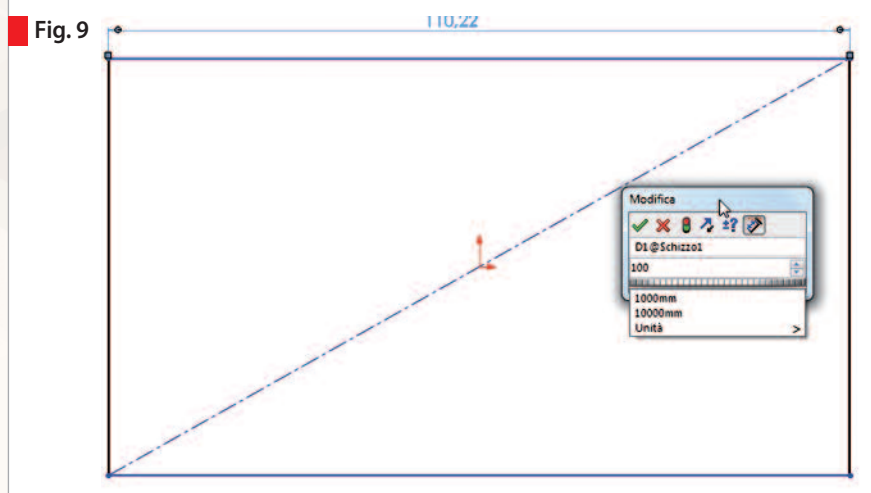 Fig. 9
110,22
Modifica
±?
D1@Schizzo1
100
1000mm
10000mm
Unità >